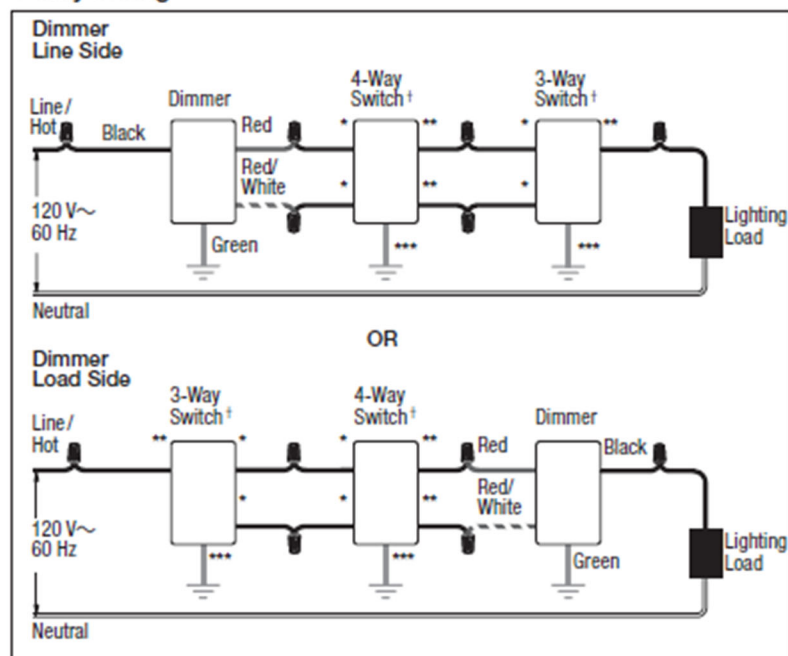 Dimmer
Line Side
4-Way
Switch†
3-Way
Switch†
Dimmer
Line/
Hot
Black
Red
*
**
*
**
Red/
White
*
**
*
120 V~
60 Hz
Lighting
Load
Green
***
***
Neutral
OR
Dimmer
Load Side
3-Way
Switch†
4-Way
Switch†
Dimmer
Line/
Hot
**
*
*
**
Red
Black
Red/
White
*
*
**
120 V~
60 Hz
Lighting
Load
***
***
Green
Neutral